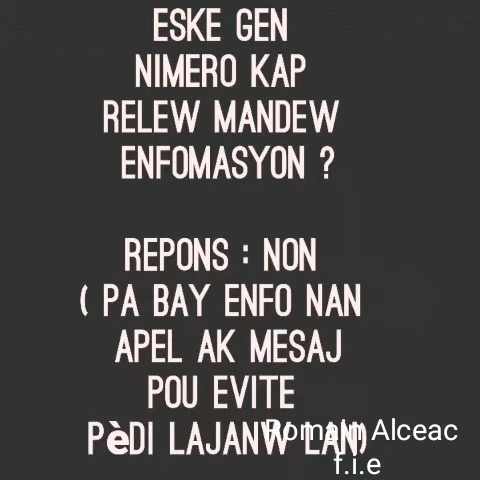 ESKE GEN
NIMERO KAP
RELEW MANDEW
ENFOMASYON ?
REPONS : NON
( PA BAY ENFO NAN
APEL AK MESAJ
POU EVITE
PèDI LAJANW LAN)
Romain Alceac
f.i.e